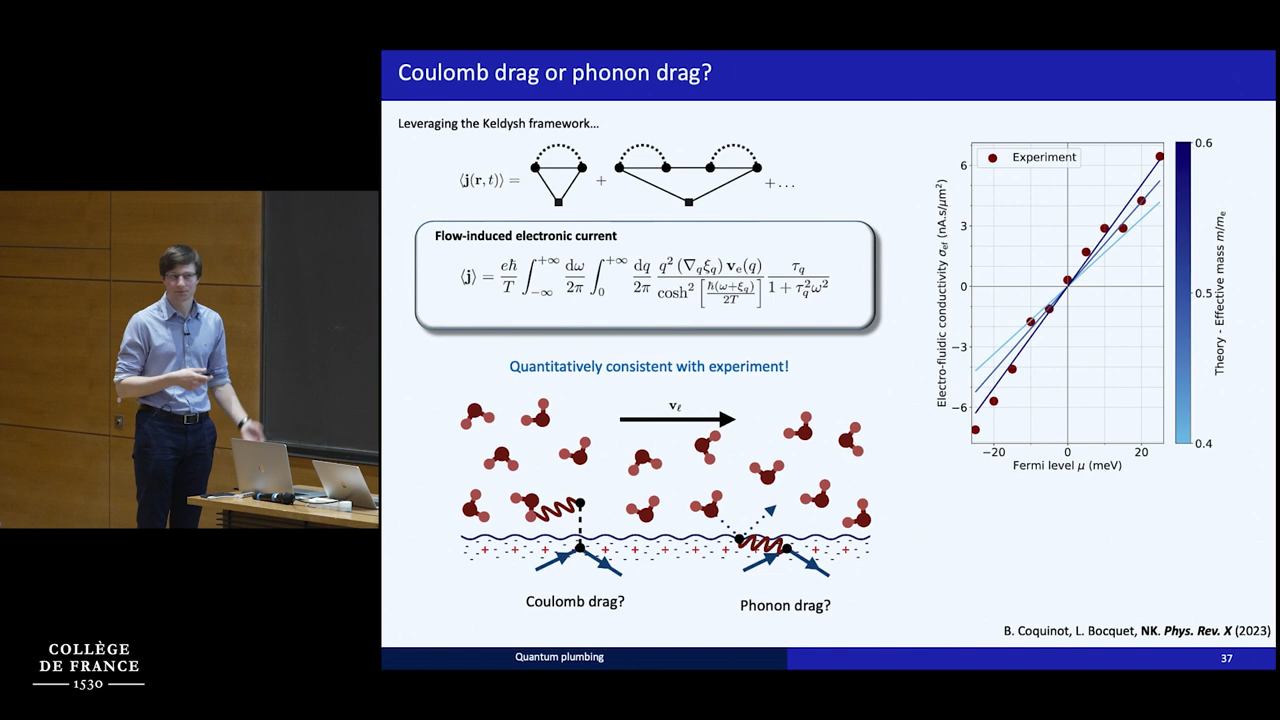 Coulomb drag or phonon drag?
Leveraging the Keldysh framework...
⟨j(r, t)⟩ = + + ...
Flow-induced electronic current
⟨j⟩ = eħ/T ∫_{-∞}^{+∞} dω/2π ∫_0^{+∞} dq/2π q² (∇_q ξ_q) v_e(q) / cosh² [ħ(ω+ξ_q)/2T] τ_q / 1 + τ_q² ω²
Quantitatively consistent with experiment!
v_ℓ
Coulomb drag?
Phonon drag?
Experiment
Electro-fluidic conductivity σ_ef (nA.s/μm²)
6
3
0
−3
−6
−20
0
20
Fermi level μ (meV)
0.6
0.5
0.4
Theory - Effective mass m/m_e
B. Coquinot, L. Bocquet, NK. Phys. Rev. X (2023)
Quantum plumbing
37
COLLÈGE
DE FRANCE
1530